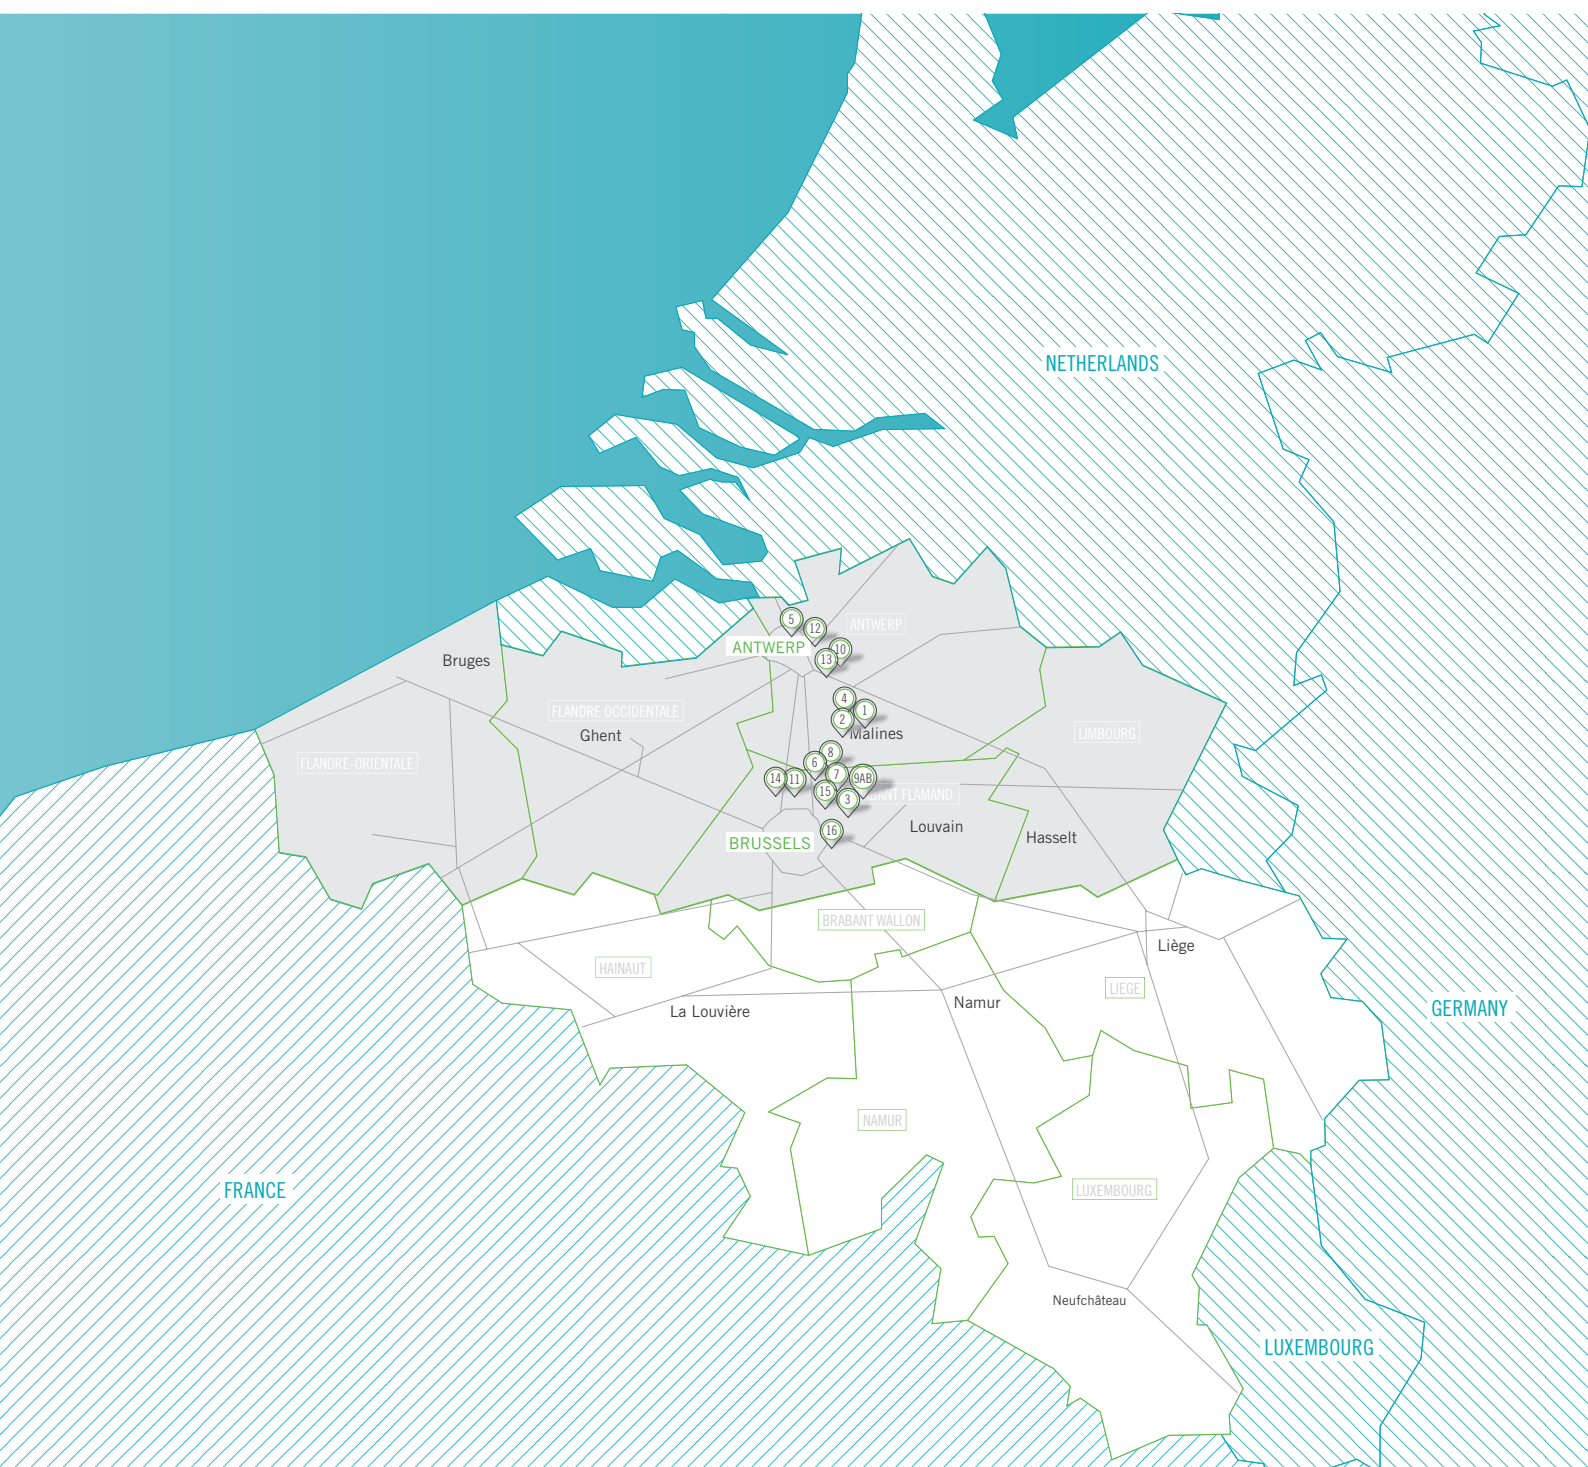 NETHERLANDS
5
12
ANTWERP
ANTWERP
10
13
Bruges
4
1
FLANDRE OCCIDENTALE
2
Ghent
Malines
LIMBOURG
8
FLANDRE-ORIENTALE
6
7
14
11
9AB
15
3
BANT FLAMAND
Louvain
16
Hasselt
BRUSSELS
BRABANT WALLON
Liège
HAINAUT
LIEGE
Namur
La Louvière
GERMANY
NAMUR
FRANCE
LUXEMBOURG
Neufchâteau
LUXEMBOURG